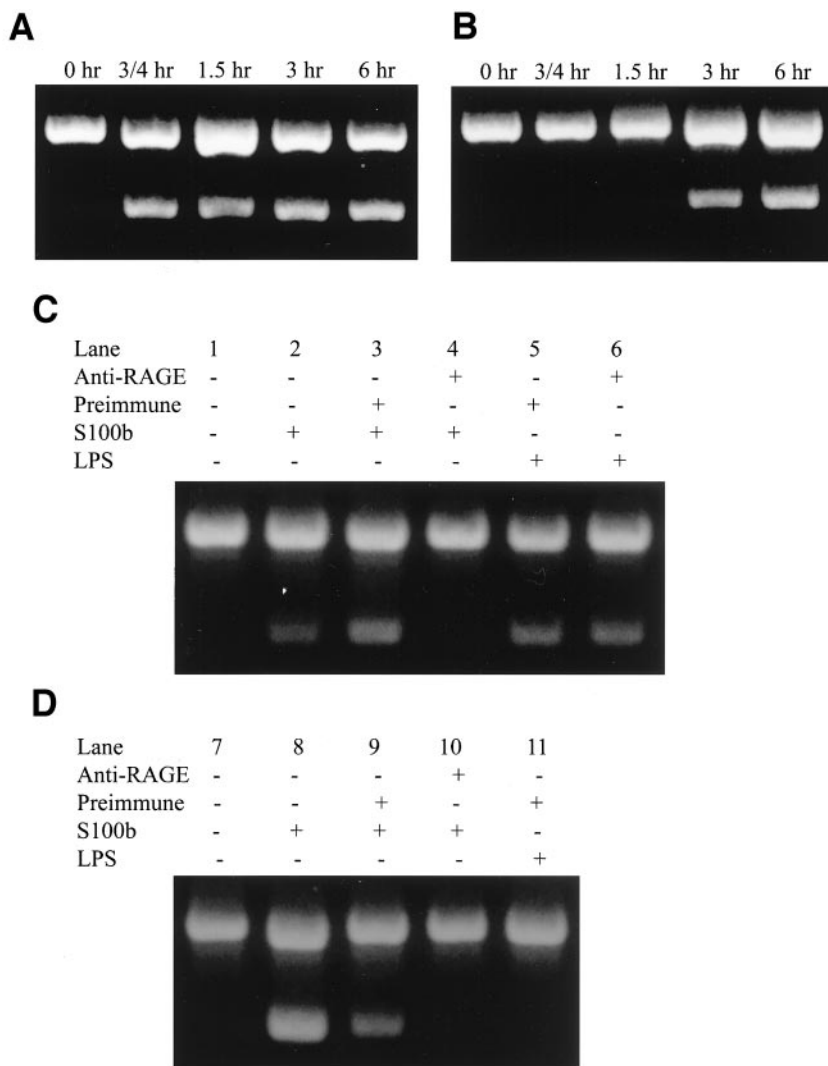 A
B
0 hr 3/4 hr 1.5 hr 3 hr 6 hr
0 hr 3/4 hr 1.5 hr 3 hr 6 hr
C
Lane 1 2 3 4 5 6
Anti-RAGE - - - + - +
Preimmune - - + - + -
S100b - + + + - -
LPS - - - - + +
D
Lane 7 8 9 10 11
Anti-RAGE - - - + -
Preimmune - - + - +
S100b - + + + -
LPS - - - - +